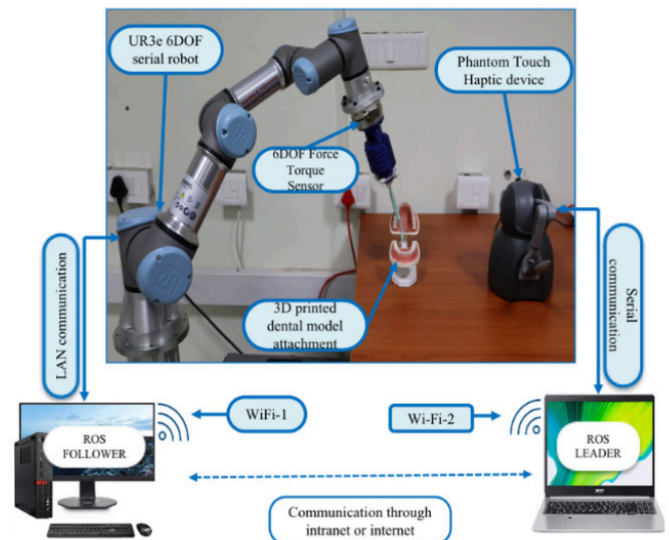 UR3e 6DOF
serial robot
Phantom Touch
Haptic device
6DOF Force
Torque
Sensor
3D printed
dental model
attachment
LAN communication
Serial
communication
WiFi-1
Wi-Fi-2
ROS
FOLLOWER
ROS
LEADER
Communication through
intranet or internet